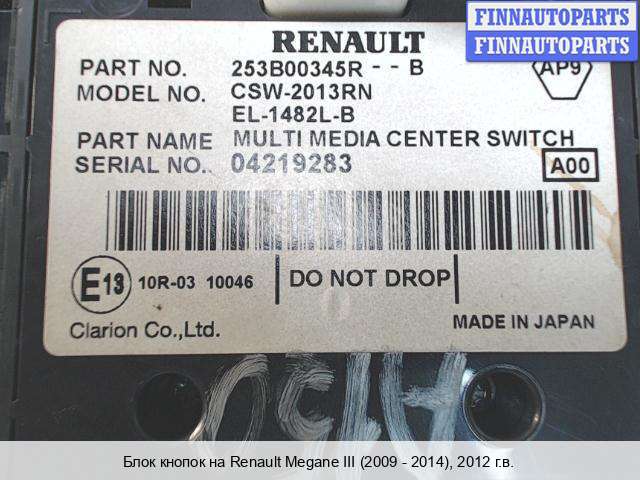 FINNAUTOPARTS
FINNAUTOPARTS
RENAULT
PART NO. 253B00345R - - B
AP9
MODEL NO. CSW-2013RN
EL-1482L-B
PART NAME MULTI MEDIA CENTER SWITCH
SERIAL NO. 04219283
A00
E13 10R-03 10046 DO NOT DROP
Clarion Co.,Ltd. MADE IN JAPAN
Блок кнопок на Renault Megane III (2009 - 2014), 2012 г.в.